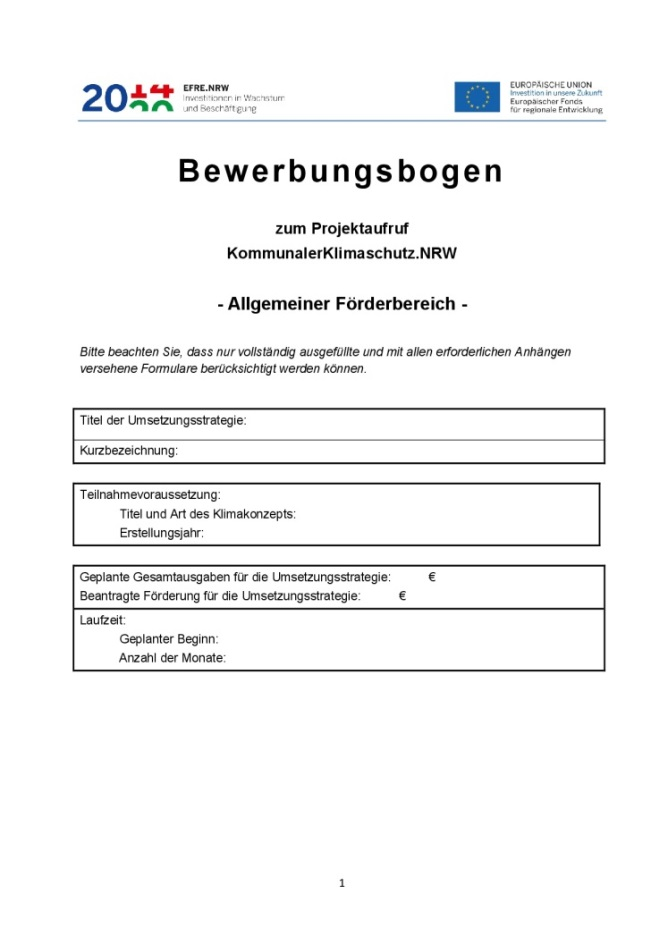 EFRE.NRW
Investitionen in Wachstum
und Beschäftigung
EUROPÄISCHE UNION
Investition in unsere Zukunft
Europäischer Fonds
für regionale Entwicklung
Bewerbungsbogen
zum Projektaufruf
KommunalerKlimaschutz.NRW
- Allgemeiner Förderbereich -
Bitte beachten Sie, dass nur vollständig ausgefüllte und mit allen erforderlichen Anhängen
versehene Formulare berücksichtigt werden können.
Titel der Umsetzungsstrategie:
Kurzbezeichnung:
Teilnahmevoraussetzung:
Titel und Art des Klimakonzepts:
Erstellungsjahr:
Geplante Gesamtausgaben für die Umsetzungsstrategie: €
Beantragte Förderung für die Umsetzungsstrategie: €
Laufzeit:
Geplanter Beginn:
Anzahl der Monate:
1